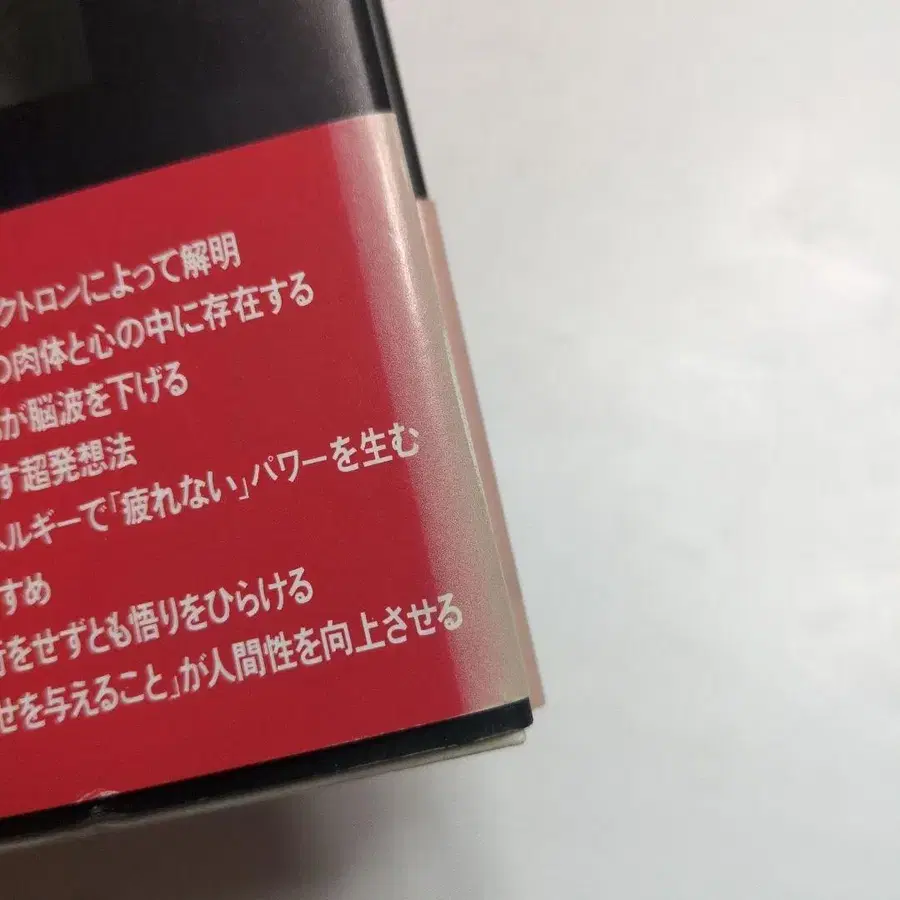 クトロンによって解明
の肉体と心の中に存在する
が脳波を下げる
す超発想法
ネルギーで「疲れない」パワーを生む
すすめ
行をせずとも悟りをひらける
せを与えること」が人間性を向上させる